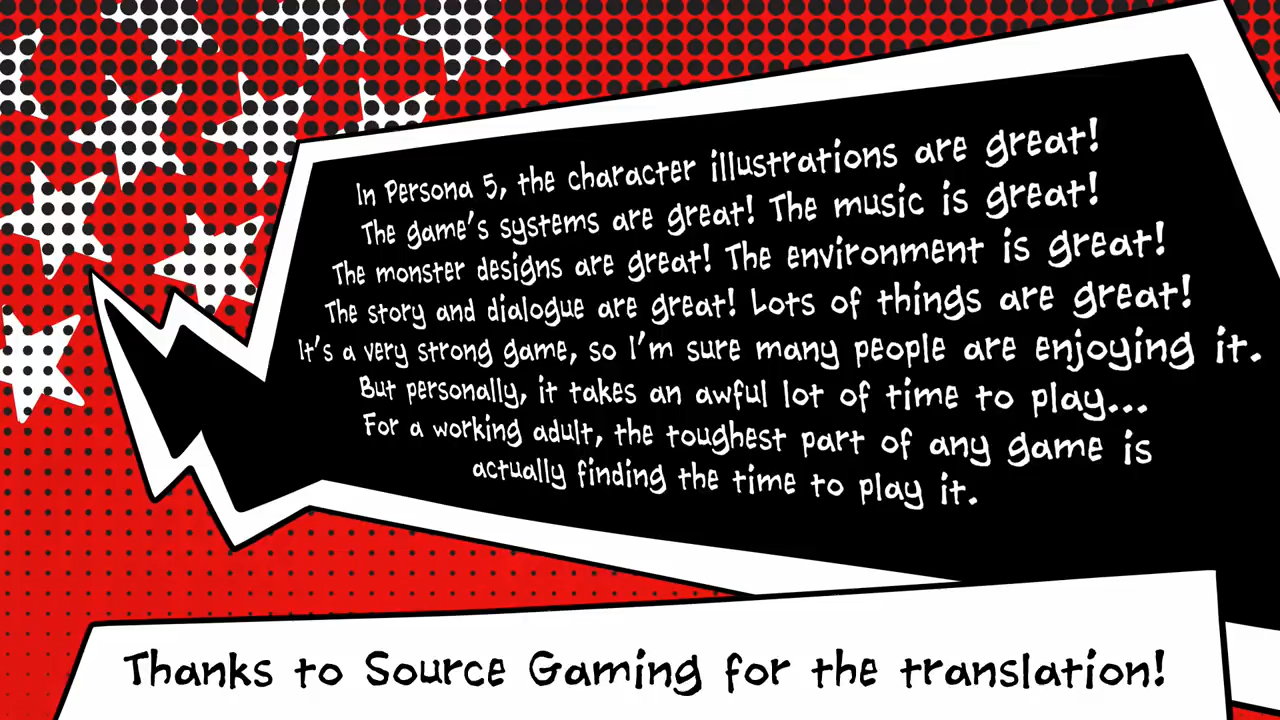 In Persona 5, the character illustrations are great!
The game's systems are great! The music is great!
The monster designs are great! The environment is great!
The story and dialogue are great! Lots of things are great!
It's a very strong game, so I'm sure many people are enjoying it.
But personally, it takes an awful lot of time to play...
For a working adult, the toughest part of any game is
actually finding the time to play it.
Thanks to Source Gaming for the translation!